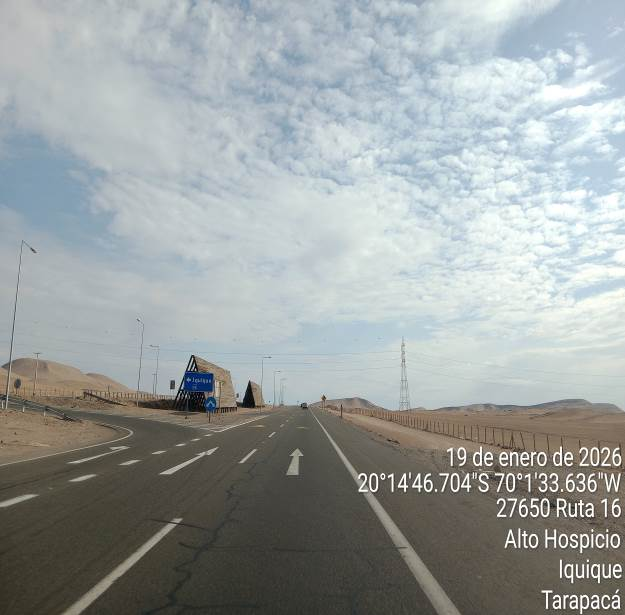 Iquique
19 de enero de 2026
20°14'46.704"S 70°1'33.636"W
27650 Ruta 16
Alto Hospicio
Iquique
Tarapacá